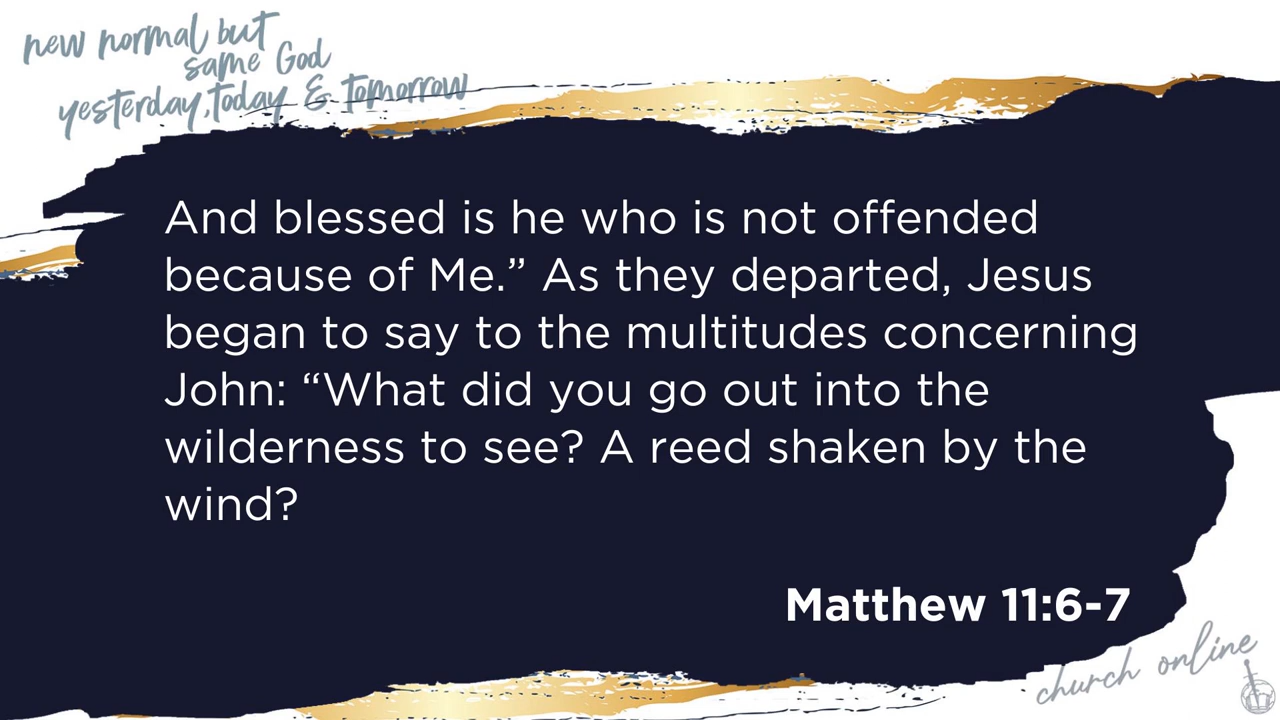 new normal but
same God
yesterday, today & tomorrow
And blessed is he who is not offended
because of Me.” As they departed, Jesus
began to say to the multitudes concerning
John: “What did you go out into the
wilderness to see? A reed shaken by the
wind?
Matthew 11:6-7
church online